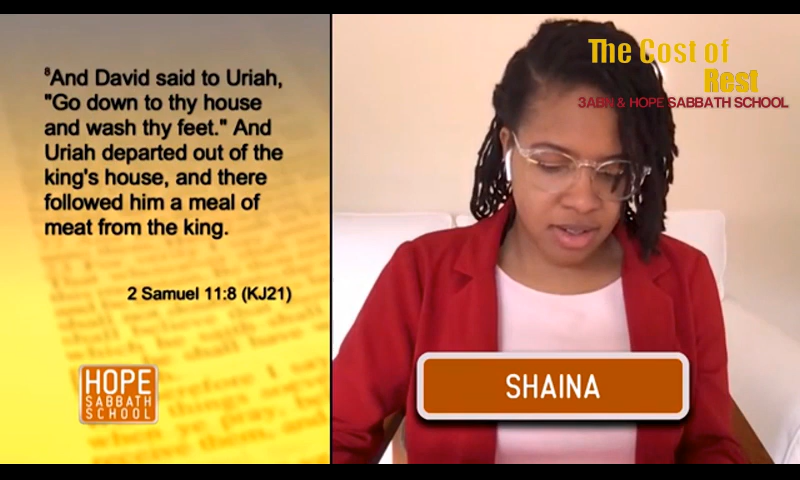 ⁸And David said to Uriah,
"Go down to thy house
and wash thy feet." And
Uriah departed out of the
king's house, and there
followed him a meal of
meat from the king.
2 Samuel 11:8 (KJ21)
HOPE
SABBATH
SCHOOL
The Cost of
Rest
3ABN & HOPE SABBATH SCHOOL
SHAINA